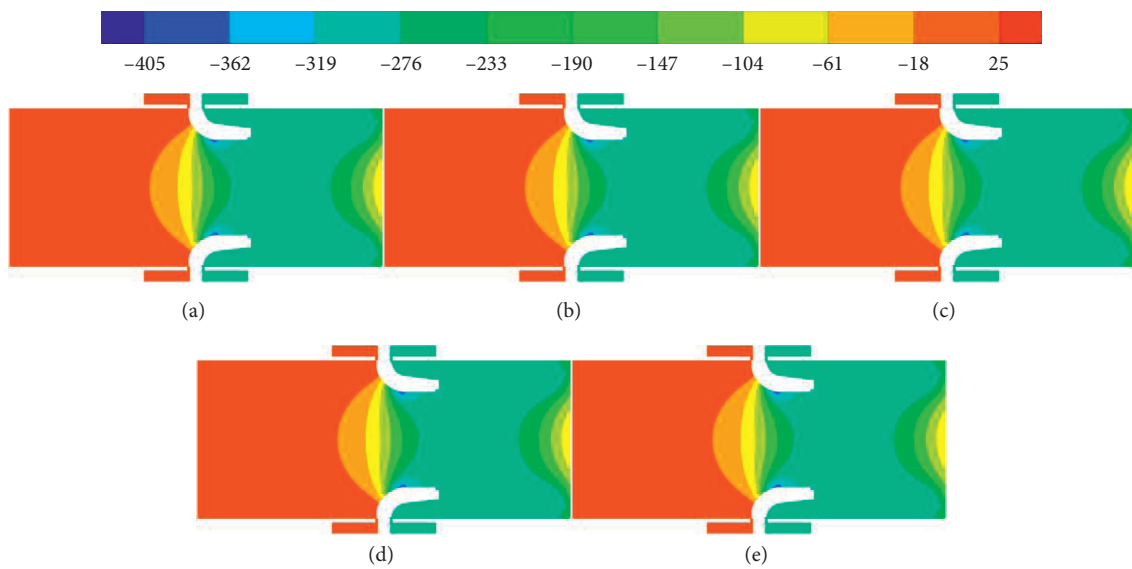 –405 –362 –319 –276 –233 –190 –147 –104 –61 –18 25
(a) (b) (c)
(d) (e)